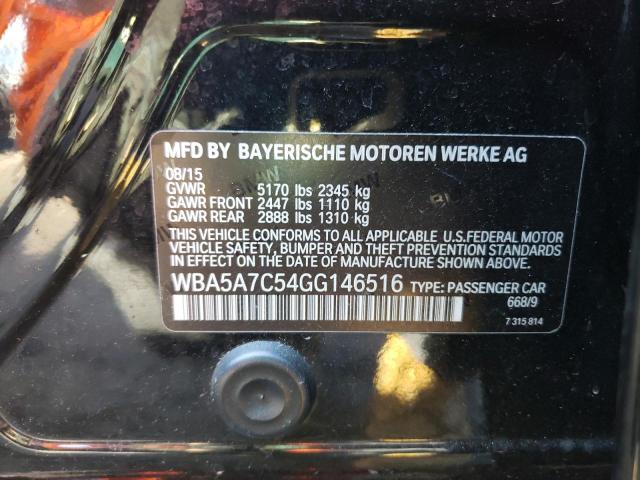 MFD BY BAYERISCHE MOTOREN WERKE AG
08/15
GVWR 5170 lbs 2345 kg
GAWR FRONT 2447 lbs 1110 kg
GAWR REAR 2888 lbs 1310 kg
THIS VEHICLE CONFORMS TO ALL APPLICABLE U.S.FEDERAL MOTOR
VEHICLE SAFETY, BUMPER, AND THEFT PREVENTION STANDARDS
IN EFFECT ON THE DATE OF MANUFACTURE SHOWN ABOVE.
WBA5A7C54GG146516 TYPE: PASSENGER CAR
668/9
7 315 814